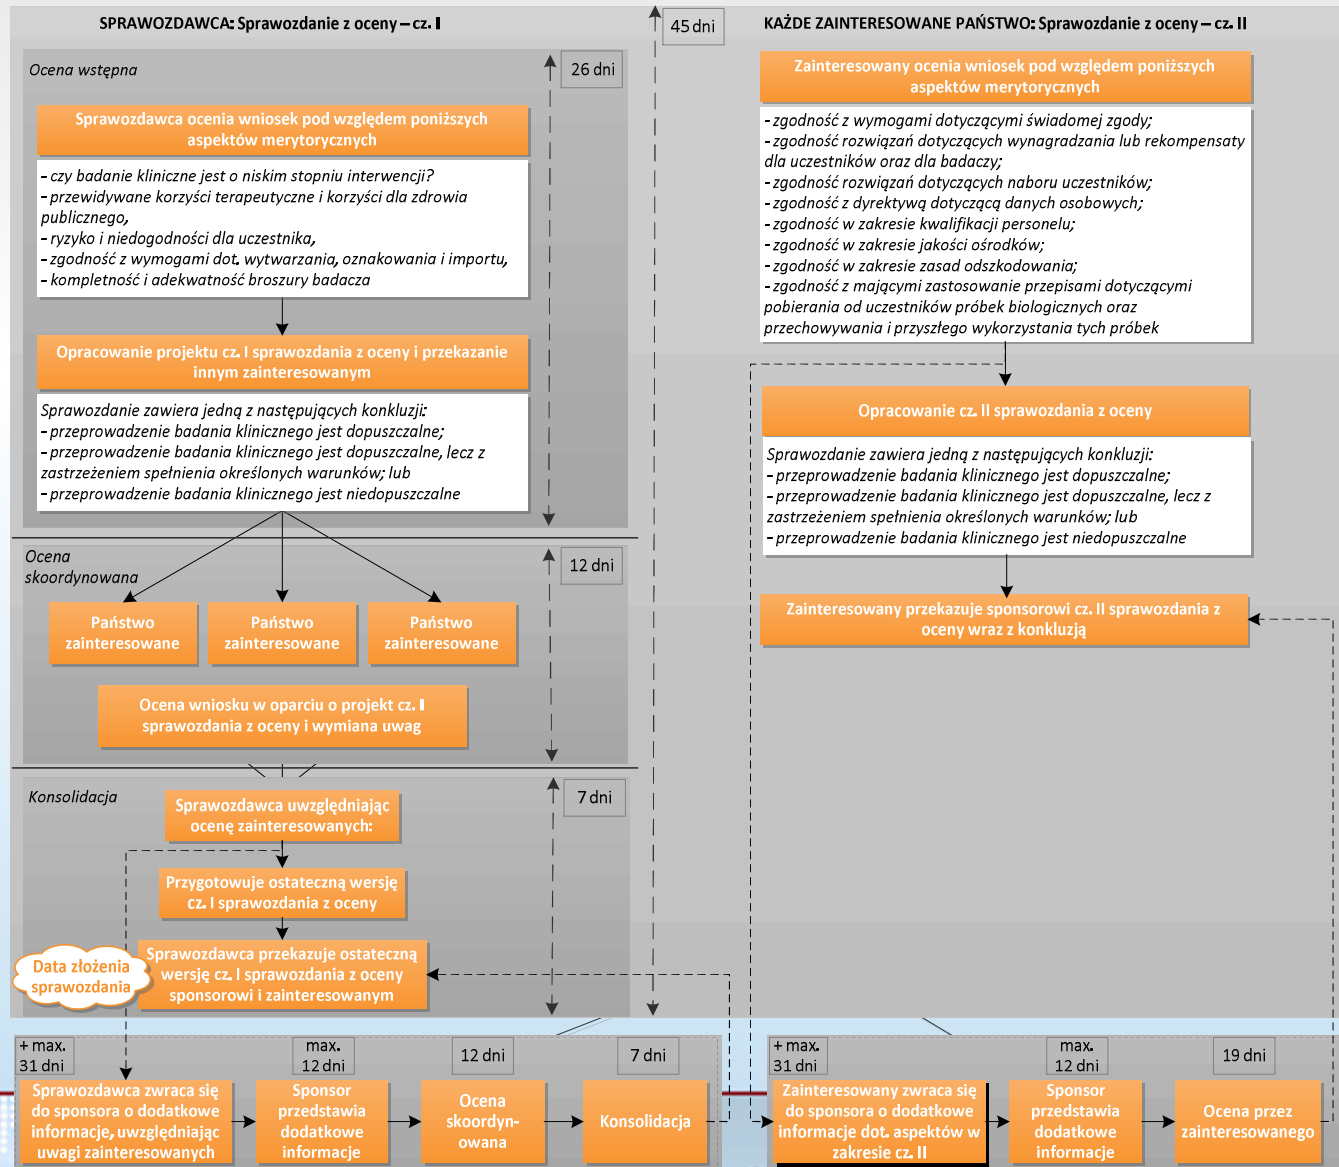 SPRAWOZDAWCA: Sprawozdanie z oceny – cz. I
45 dni
KAŻDE ZAINTERESOWANE PAŃSTWO: Sprawozdanie z oceny – cz. II
Ocena wstępna
26 dni
Sprawozdawca ocenia wniosek pod względem poniższych
aspektów merytorycznych
- czy badanie kliniczne jest o niskim stopniu interwencji?
- przewidywane korzyści terapeutyczne i korzyści dla zdrowia
publicznego,
- ryzyko i niedogodności dla uczestnika,
- zgodność z wymogami dot. wytwarzania, oznakowania i importu,
- kompletność i adekwatność broszury badacza
Opracowanie projektu cz. I sprawozdania z oceny i przekazanie
innym zainteresowanym
Sprawozdanie zawiera jedną z następujących konkluzji:
- przeprowadzenie badania klinicznego jest dopuszczalne;
- przeprowadzenie badania klinicznego jest dopuszczalne, lecz z
zastrzeżeniem spełnienia określonych warunków; lub
- przeprowadzenie badania klinicznego jest niedopuszczalne
Ocena
skoordynowana
12 dni
Państwo
zainteresowane
Państwo
zainteresowane
Państwo
zainteresowane
Ocena wniosku w oparciu o projekt cz. I
sprawozdania z oceny i wymiana uwag
Konsolidacja
7 dni
Sprawozdawca uwzględniając
ocenę zainteresowanych:
Przygotowuje ostateczną wersję
cz. I sprawozdania z oceny
Data złożenia
sprawozdania
Sprawozdawca przekazuje ostateczną
wersję cz. I sprawozdania z oceny
sponsorowi i zainteresowanym
Zainteresowany ocenia wniosek pod względem poniższych
aspektów merytorycznych
- zgodność z wymogami dotyczącymi świadomej zgody;
- zgodność rozwiązań dotyczących wynagradzania lub rekompensaty
dla uczestników oraz dla badaczy;
- zgodność rozwiązań dotyczących naboru uczestników;
- zgodność z dyrektywą dotyczącą danych osobowych;
- zgodność w zakresie kwalifikacji personelu;
- zgodność w zakresie jakości ośrodków;
- zgodność w zakresie zasad odszkodowania;
- zgodność z mającymi zastosowanie przepisami dotyczącymi
pobierania od uczestników próbek biologicznych oraz
przechowywania i przyszłego wykorzystania tych próbek
Opracowanie cz. II sprawozdania z oceny
Sprawozdanie zawiera jedną z następujących konkluzji:
- przeprowadzenie badania klinicznego jest dopuszczalne;
- przeprowadzenie badania klinicznego jest dopuszczalne, lecz z
zastrzeżeniem spełnienia określonych warunków; lub
- przeprowadzenie badania klinicznego jest niedopuszczalne
Zainteresowany przekazuje sponsorowi cz. II sprawozdania z
oceny wraz z konkluzją
+ max.
31 dni
Sprawozdawca zwraca się
do sponsora o dodatkowe
informacje, uwzględniając
uwagi zainteresowanych
max.
12 dni
Sponsor
przedstawia
dodatkowe
informacje
12 dni
Ocena
skoordyn-
owana
7 dni
Konsolidacja
+ max.
31 dni
Zainteresowany zwraca się
do sponsora o dodatkowe
informacje dot. aspektów w
zakresie cz. II
max.
12 dni
Sponsor
przedstawia
dodatkowe
informacje
19 dni
Ocena przez
zainteresowanego